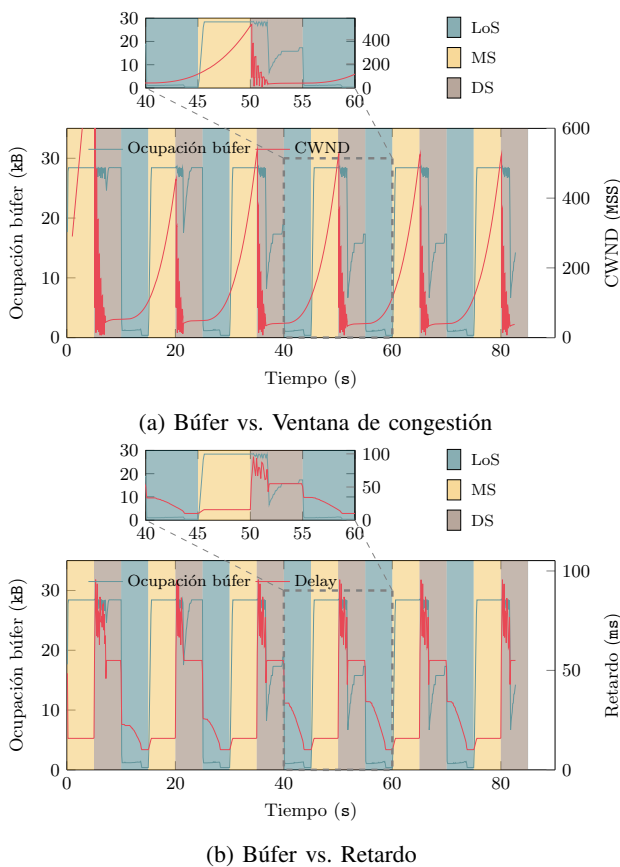 30
20
10
0
400
200
0
40 45 50 55 60
LoS
MS
DS
Ocupación búfer CWND
Ocupación búfer (kB)
30
20
10
0
600
400
200
0
CWND (MSS)
0 20 40 60 80
Tiempo (s)
(a) Búfer vs. Ventana de congestión
30
20
10
0
100
50
0
40 45 50 55 60
LoS
MS
DS
Ocupación búfer Delay
Ocupación búfer (kB)
30
20
10
0
100
50
0
Retardo (ms)
0 20 40 60 80
Tiempo (s)
(b) Búfer vs. Retardo